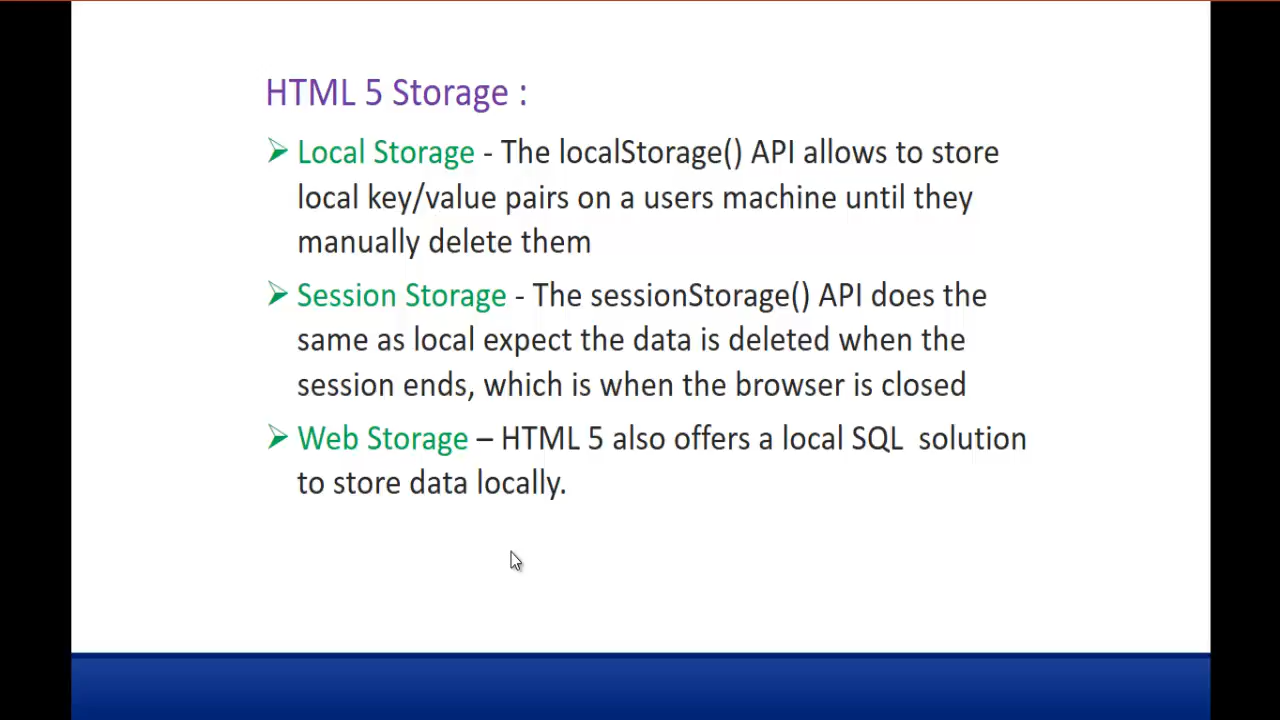 HTML 5 Storage :
Local Storage - The localStorage() API allows to store
local key/value pairs on a users machine until they
manually delete them
Session Storage - The sessionStorage() API does the
same as local expect the data is deleted when the
session ends, which is when the browser is closed
Web Storage – HTML 5 also offers a local SQL  solution
to store data locally.